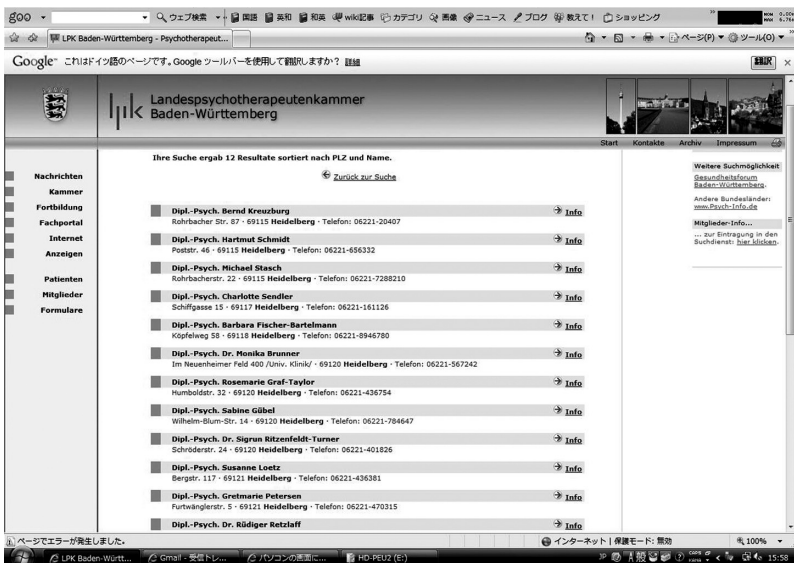 goo
ウェブ検索
国語 英和 和英 wiki記事 カテゴリ 画像 ニュース ブログ 教えて! ショッピング
LPK Baden-Württemberg - Psychotherapeut...
ページ(P) ツール(O)
Google これはドイツ語のページです。Google ツールバーを使用して翻訳しますか? 詳細
翻訳
lpk Landespsychotherapeutenkammer
Baden-Württemberg
Start Kontakte Archiv Impressum
Nachrichten
Kammer
Fortbildung
Fachportal
Internet
Anzeigen
Patienten
Mitglieder
Formulare
Ihre Suche ergab 12 Resultate sortiert nach PLZ und Name.
Zurück zur Suche
Dipl.-Psych. Bernd Kreuzburg Info
Rohrbacher Str. 87 · 69115 Heidelberg · Telefon: 06221-20407
Dipl.-Psych. Hartmut Schmidt Info
Poststr. 46 · 69115 Heidelberg · Telefon: 06221-656332
Dipl.-Psych. Michael Stasch Info
Rohrbacherstr. 22 · 69115 Heidelberg · Telefon: 06221-7288210
Dipl.-Psych. Charlotte Sendler Info
Schiffgasse 15 · 69117 Heidelberg · Telefon: 06221-161126
Dipl.-Psych. Barbara Fischer-Bartelmann Info
Köpfelweg 58 · 69118 Heidelberg · Telefon: 06221-8946780
Dipl.-Psych. Dr. Monika Brunner Info
Im Neuenheimer Feld 400 /Univ. Klinik/ · 69120 Heidelberg · Telefon: 06221-567242
Dipl.-Psych. Rosemarie Graf-Taylor Info
Humboldtstr. 32 · 69120 Heidelberg · Telefon: 06221-436754
Dipl.-Psych. Sabine Gübel Info
Wilhelm-Blum-Str. 14 · 69120 Heidelberg · Telefon: 06221-784647
Dipl.-Psych. Dr. Sigrun Ritzenfeldt-Turner Info
Schröderstr. 24 · 69120 Heidelberg · Telefon: 06221-401826
Dipl.-Psych. Susanne Loetz Info
Bergstr. 117 · 69121 Heidelberg · Telefon: 06221-436381
Dipl.-Psych. Gretmarie Petersen Info
Furtwänglerstr. 5 · 69121 Heidelberg · Telefon: 06221-470315
Dipl.-Psych. Dr. Rüdiger Retzlaff Info
Weitere Suchmöglichkeit
Gesundheitsforum
Baden-Württemberg.
Andere Bundesländer:
www.Psych-Info.de
Mitglieder-Info...
... zur Eintragung in den
Suchdienst: hier klicken.
ページでエラーが発生しました。
インターネット | 保護モード: 無効
100%
LPK Baden-Württ... Gmail - 受信トレ... パソコンの画面に... HD-PEU2 (E:)
JP A 般 CAPS 15:58